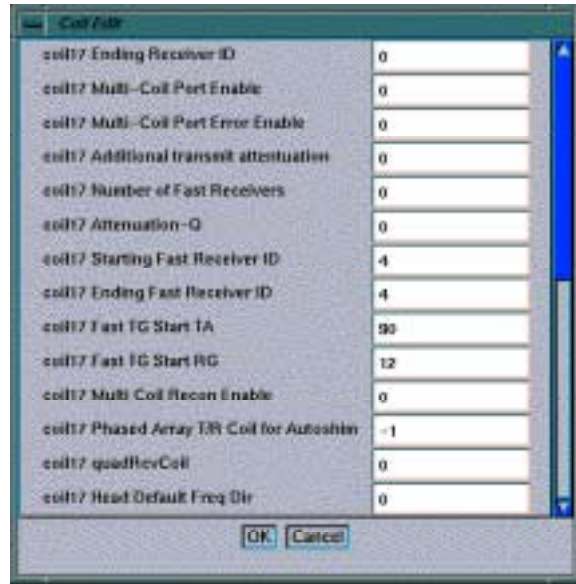 Coil Edit
coil17 Ending Receiver ID 0
coil17 Multi-Coil Port Enable 0
coil17 Multi-Coil Port Error Enable 0
coil17 Additional transmit attentuation 0
coil17 Number of Fast Receivers 0
coil17 Attenuation-Q 0
coil17 Starting Fast Receiver ID 4
coil17 Ending Fast Receiver ID 4
coil17 Fast TG Start TA 90
coil17 Fast TG Start RG 12
coil17 Multi Coil Recon Enable 0
coil17 Phased Array T/R Coil for Autoshim -1
coil17 quadRevCoil 0
coil17 Head Default Freq Dir 0
OK Cancel